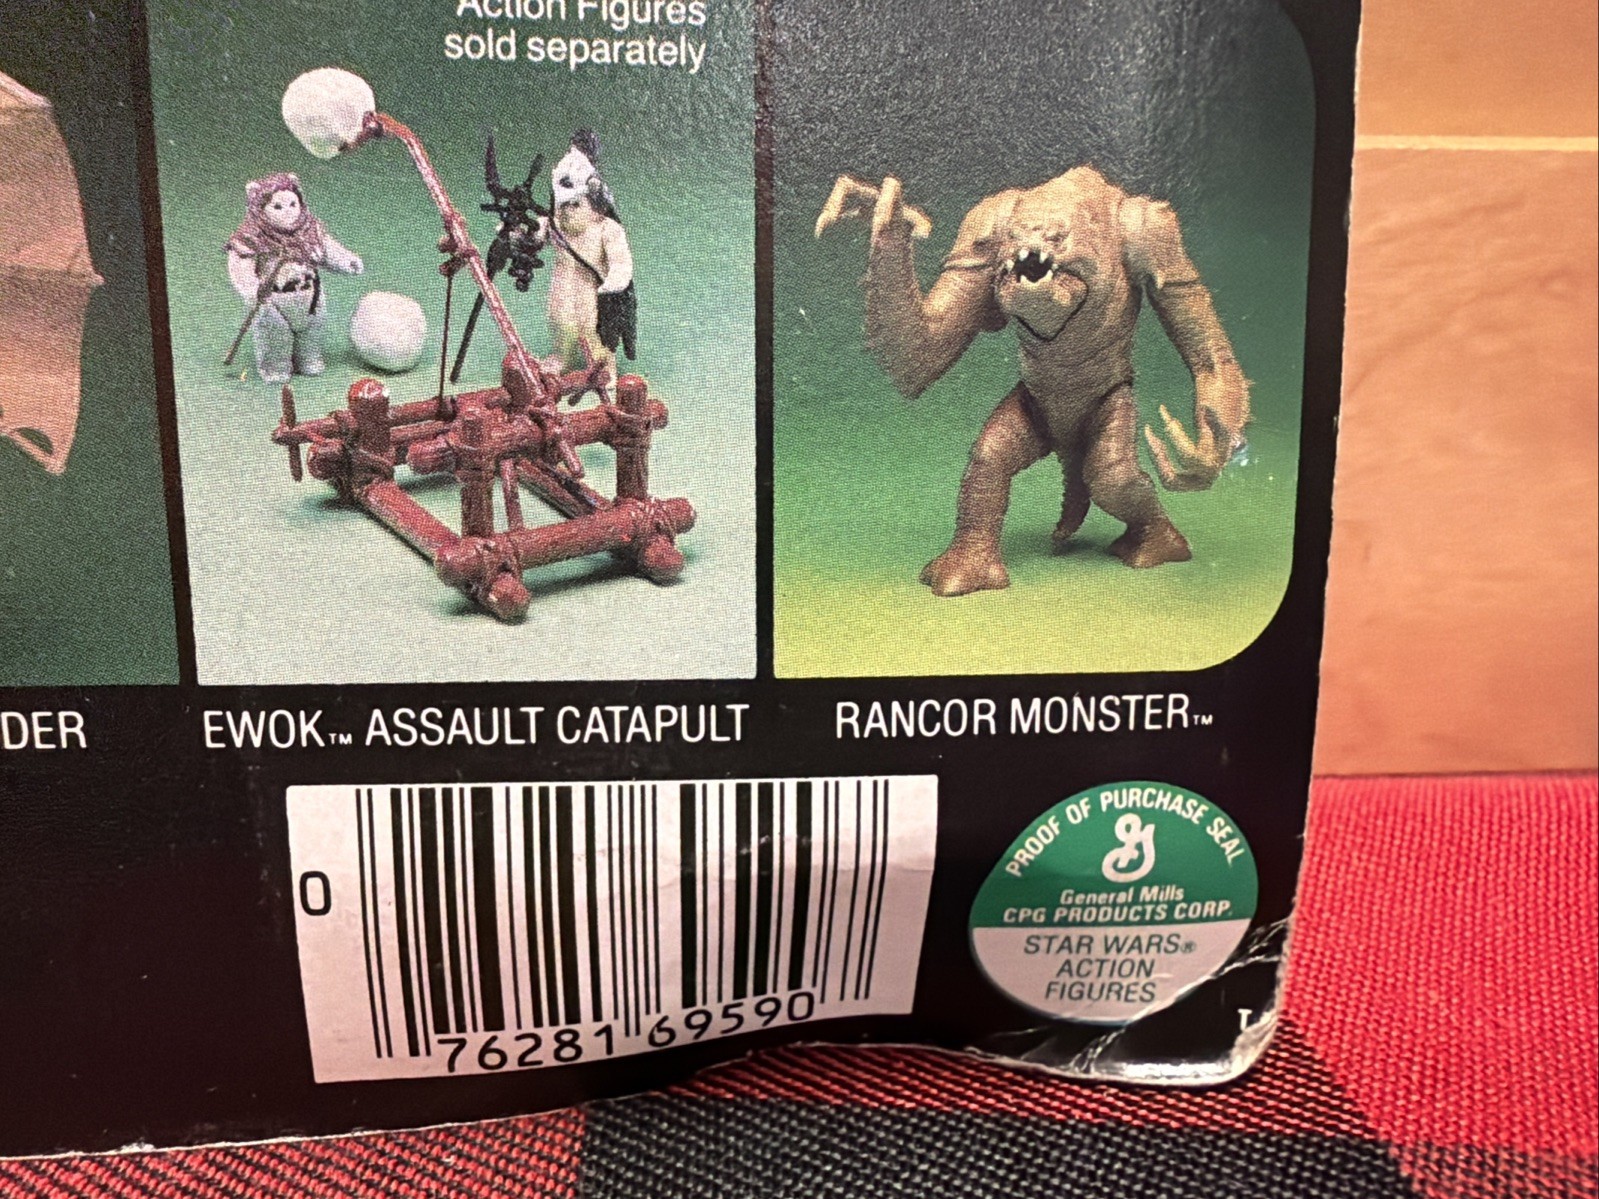 Action Figures
sold separately
DER
EWOK™ ASSAULT CATAPULT
RANCOR MONSTER™
0
76281 69590
PROOF OF PURCHASE SEAL
G
General Mills
CPG PRODUCTS CORP.
STAR WARS®
ACTION
FIGURES
T